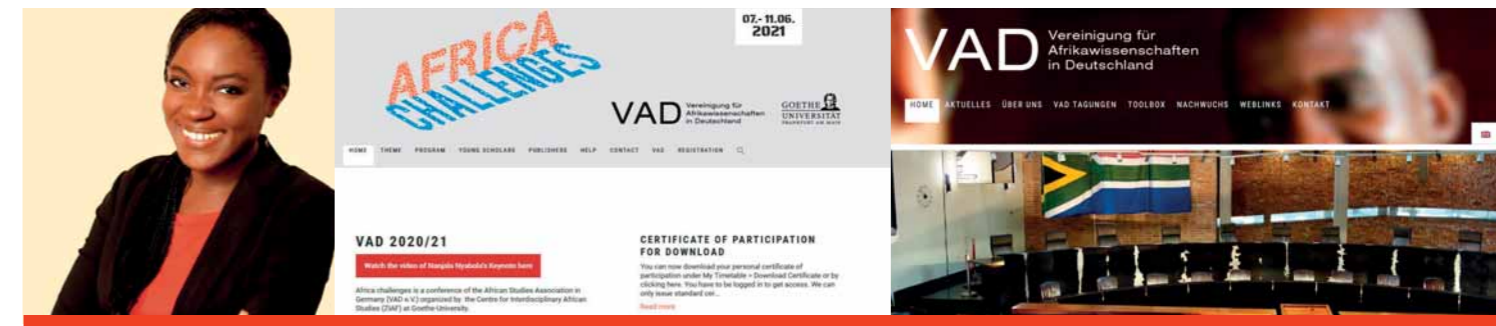 AFRICA
CHALLENGES
07.- 11.06.
2021
VAD Vereinigung für
Afrikawissenschaften
in Deutschland
GOETHE
UNIVERSITÄT
FRANKFURT AM MAIN
HOME THEME PROGRAM YOUNG SCHOLARS PUBLISHERS HELP CONTACT VAD REGISTRATION
VAD 2020/21
Watch the video of Nanjala Nyabola's Keynote here
Africa challenges is a conference of the African Studies Association in
Germany (VAD e.V.) organized by the Centre for Interdisciplinary African
Studies (ZIAF) at Goethe-University.
CERTIFICATE OF PARTICIPATION
FOR DOWNLOAD
You can now download your personal certificate of
participation under My Timetable > Download Certificate or by
clicking here. You have to be logged in to get access. We can
only issue standard cer...
Read more
VAD Vereinigung für
Afrikawissenschaften
in Deutschland
HOME AKTUELLES ÜBER UNS VAD TAGUNGEN TOOLBOX NACHWUCHS WEBLINKS KONTAKT